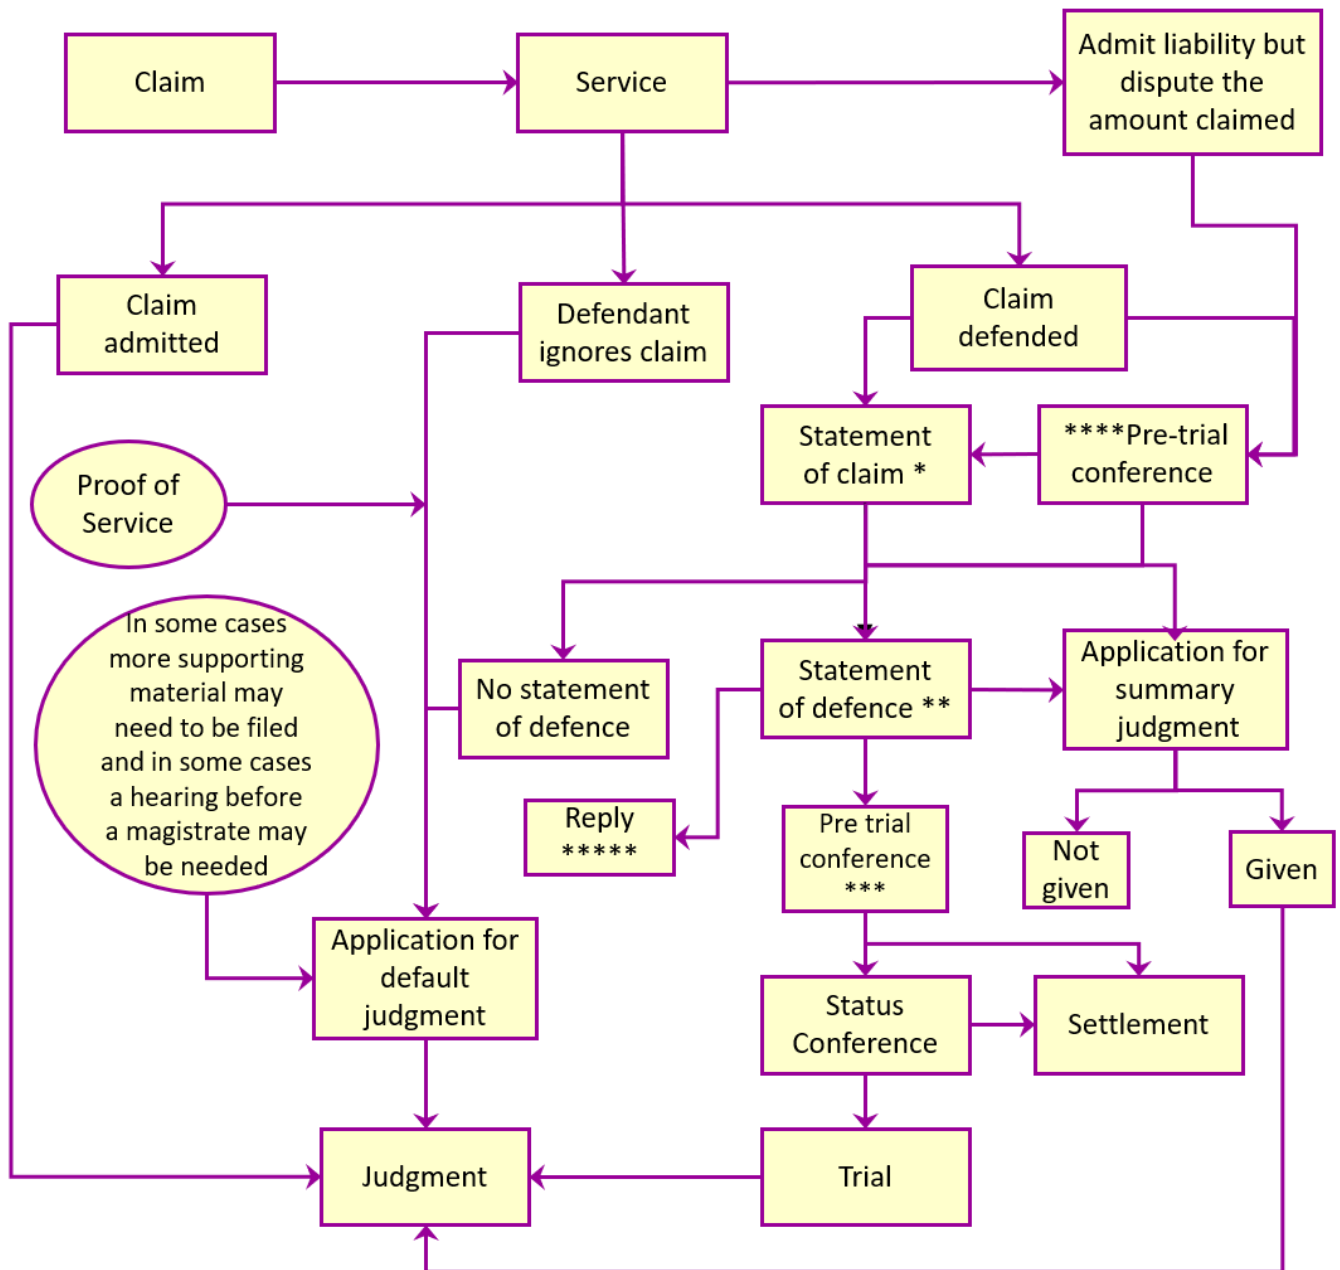 Claim
Service
Admit liability but
dispute the
amount claimed
Claim
admitted
Defendant
ignores claim
Claim
defended
Statement
of claim *
****Pre-trial
conference
Proof of
Service
In some cases
more supporting
material may
need to be filed
and in some cases
a hearing before
a magistrate may
be needed
No statement
of defence
Statement
of defence **
Application for
summary
judgment
Reply
*****
Pre trial
conference
***
Not
given
Given
Application for
default
judgment
Status
Conference
Settlement
Judgment
Trial